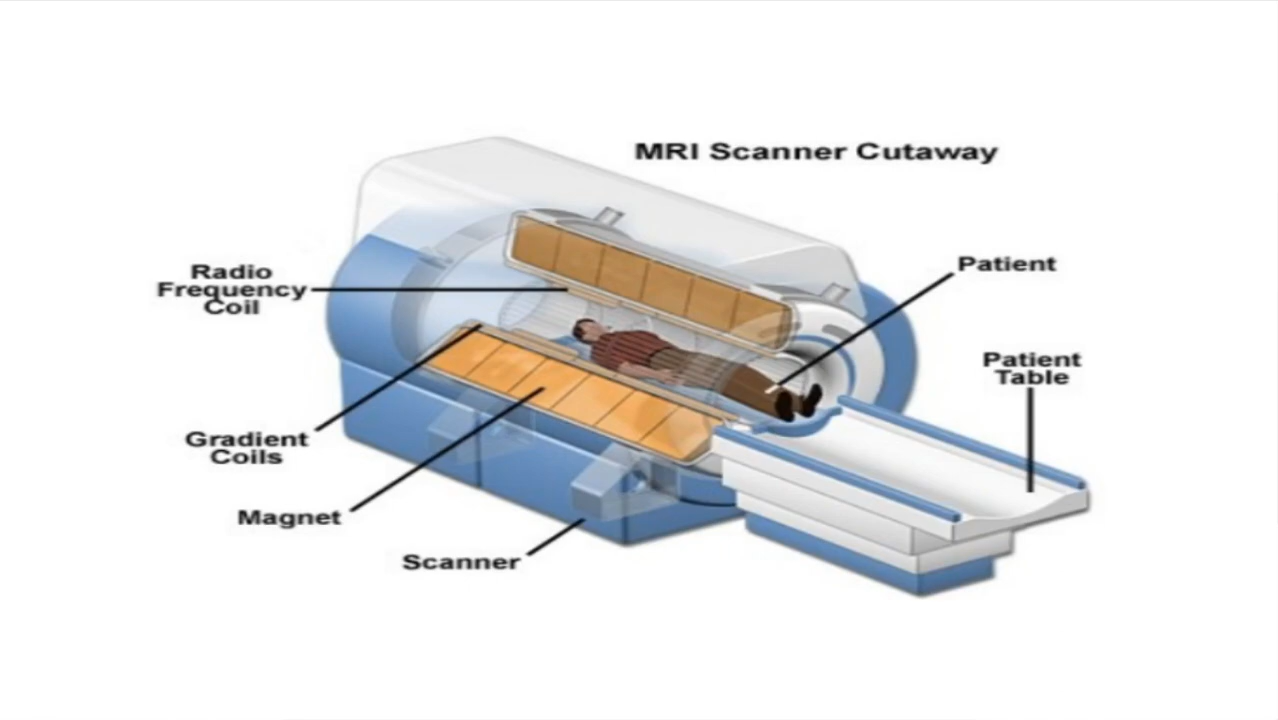 MRI Scanner Cutaway
Radio
Frequency
Coil
Patient
Patient
Table
Gradient
Coils
Magnet
Scanner